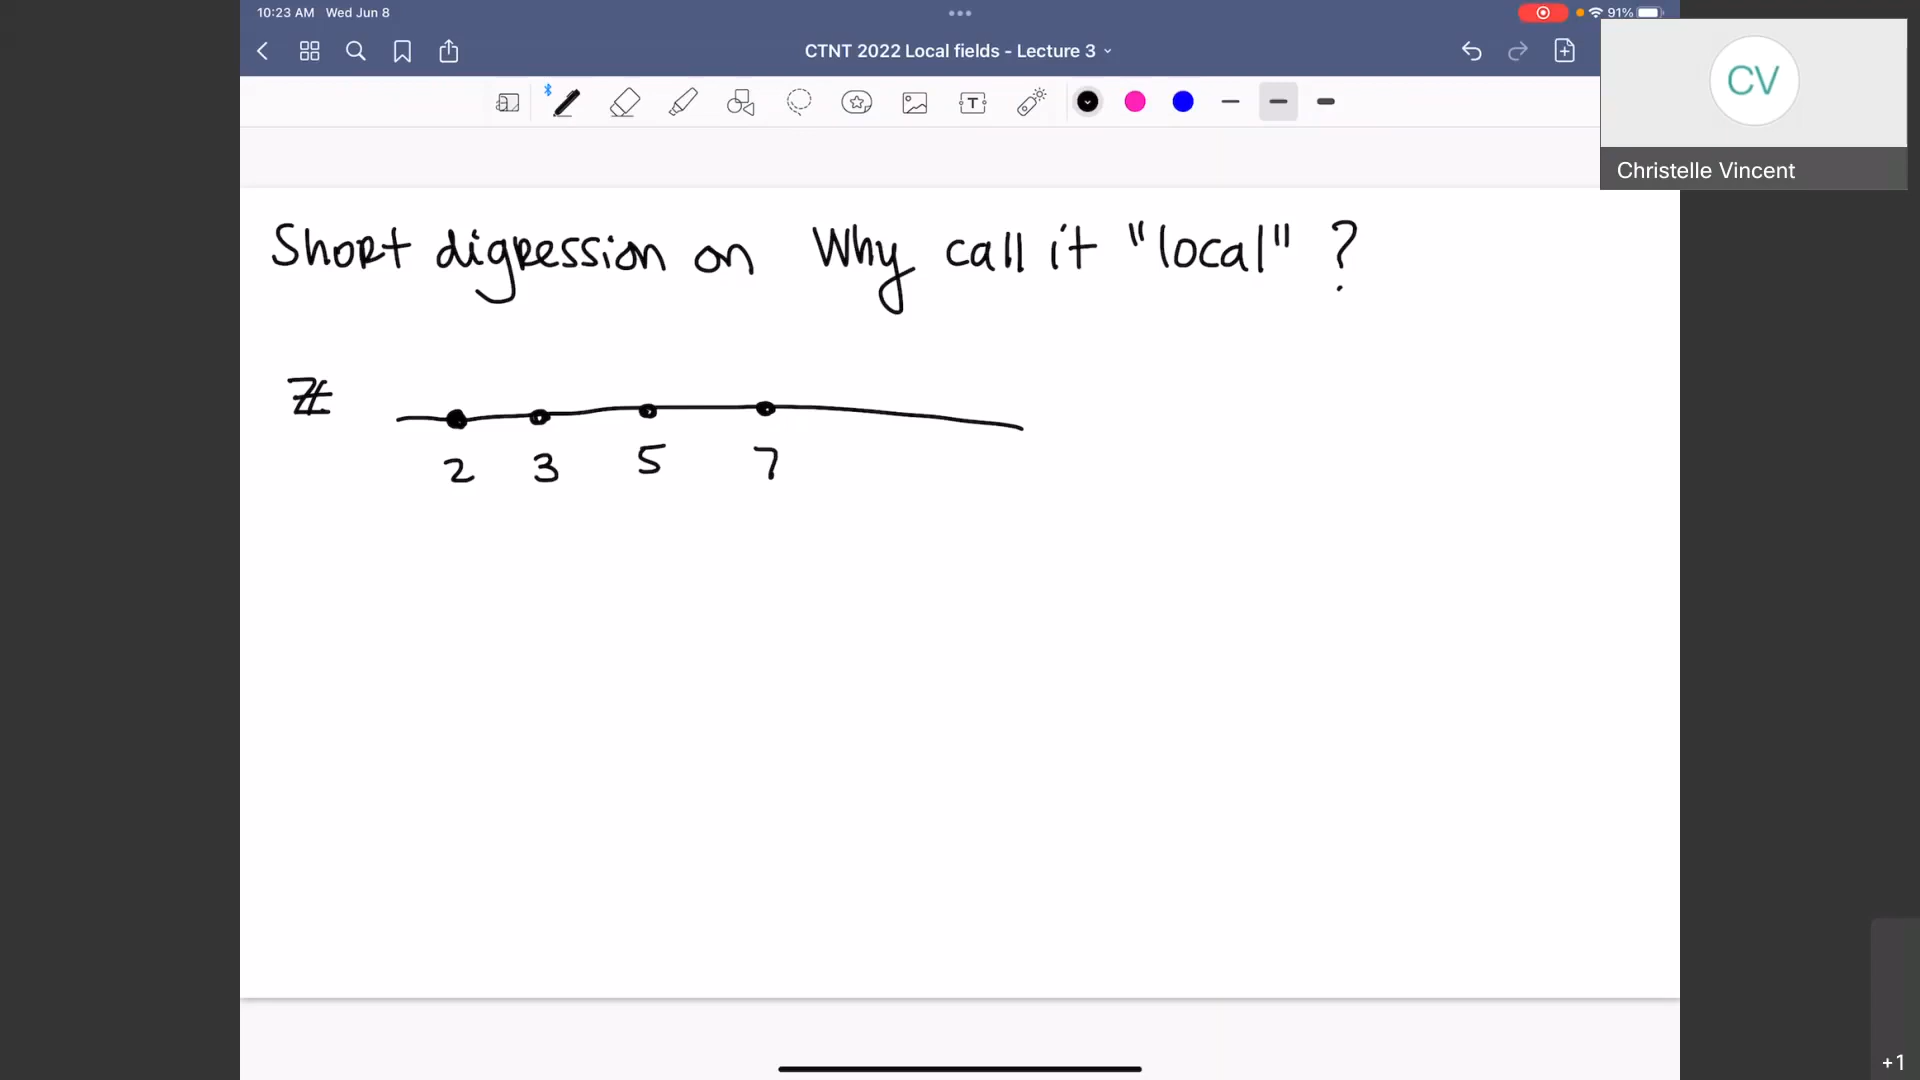 10:23 AM Wed Jun 8
91%
CTNT 2022 Local fields - Lecture 3
T
CV
Christelle Vincent
Short digression on Why call it "local" ?
ℤ
2 3 5 7
+1